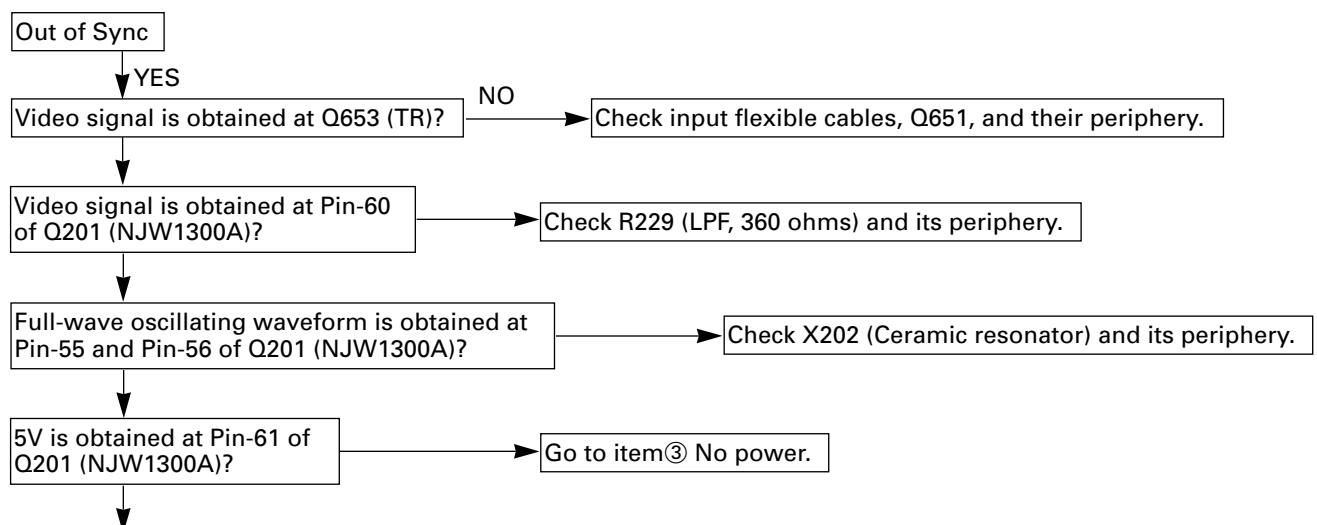 Out of Sync
YES
Video signal is obtained at Q653 (TR)?
NO
Check input flexible cables, Q651, and their periphery.
Video signal is obtained at Pin-60
of Q201 (NJW1300A)?
Check R229 (LPF, 360 ohms) and its periphery.
Full-wave oscillating waveform is obtained at
Pin-55 and Pin-56 of Q201 (NJW1300A)?
Check X202 (Ceramic resonator) and its periphery.
5V is obtained at Pin-61 of
Q201 (NJW1300A)?
Go to item③ No power.